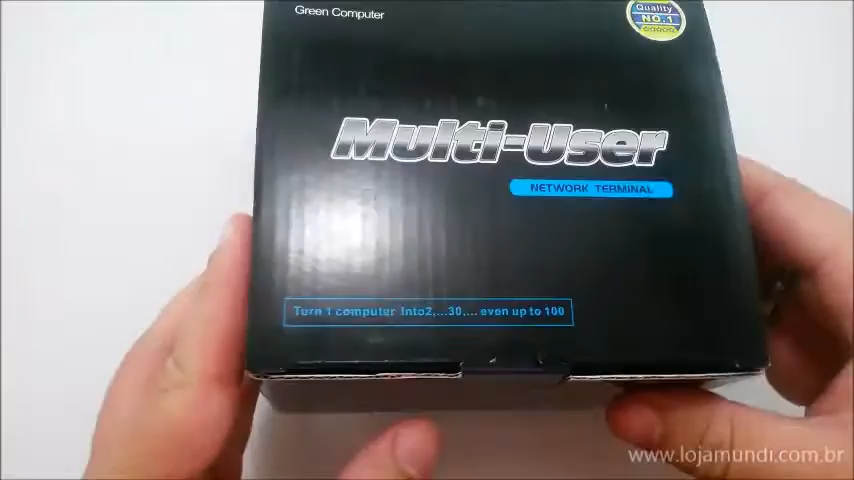 Green Computer
Quality
NO.1
Multi-User
NETWORK TERMINAL
Turn 1 computer Into2,...30,... even up to 100
www.lojamundi.com.br